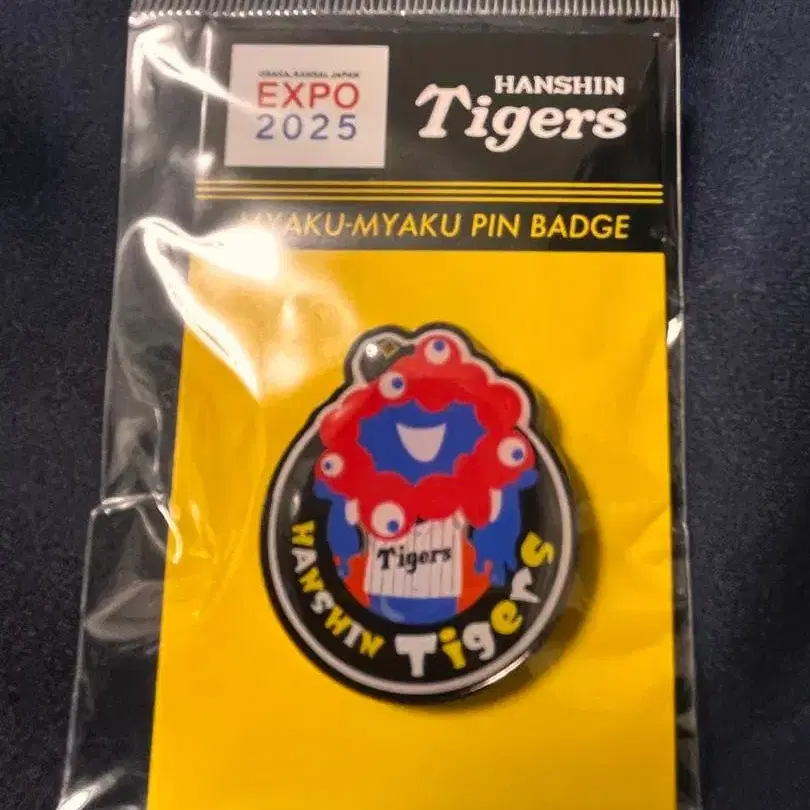 OSAKA, KANSAI, JAPAN
EXPO
2025
HANSHIN
Tigers
MYAKU-MYAKU PIN BADGE
Tigers
HANSHIN Tigers